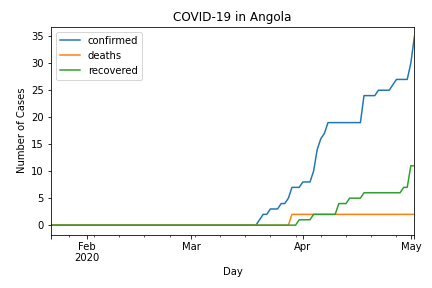 COVID-19 in Angola
confirmed
deaths
recovered
Number of Cases
35
30
25
20
15
10
5
0
Feb
2020
Mar
Apr
May
Day